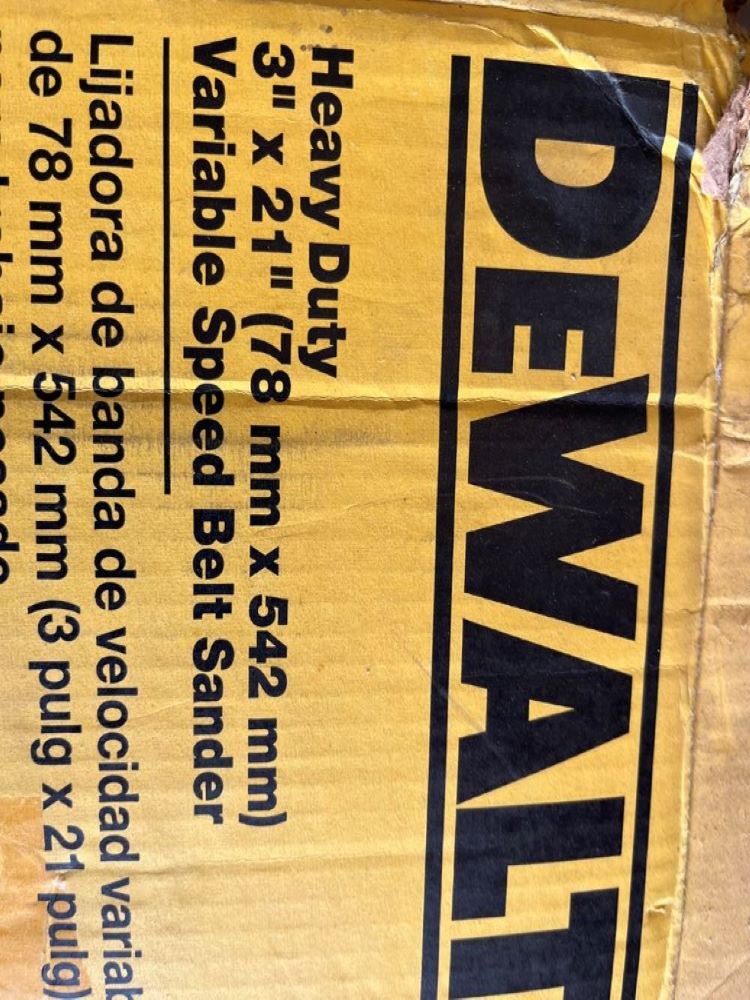 DEWALT
Heavy Duty
3" x 21" (78 mm x 542 mm)
Variable Speed Belt Sander
Lijadora de banda de velocidad variab
de 78 mm x 542 mm (3 pulg x 21 pulg)